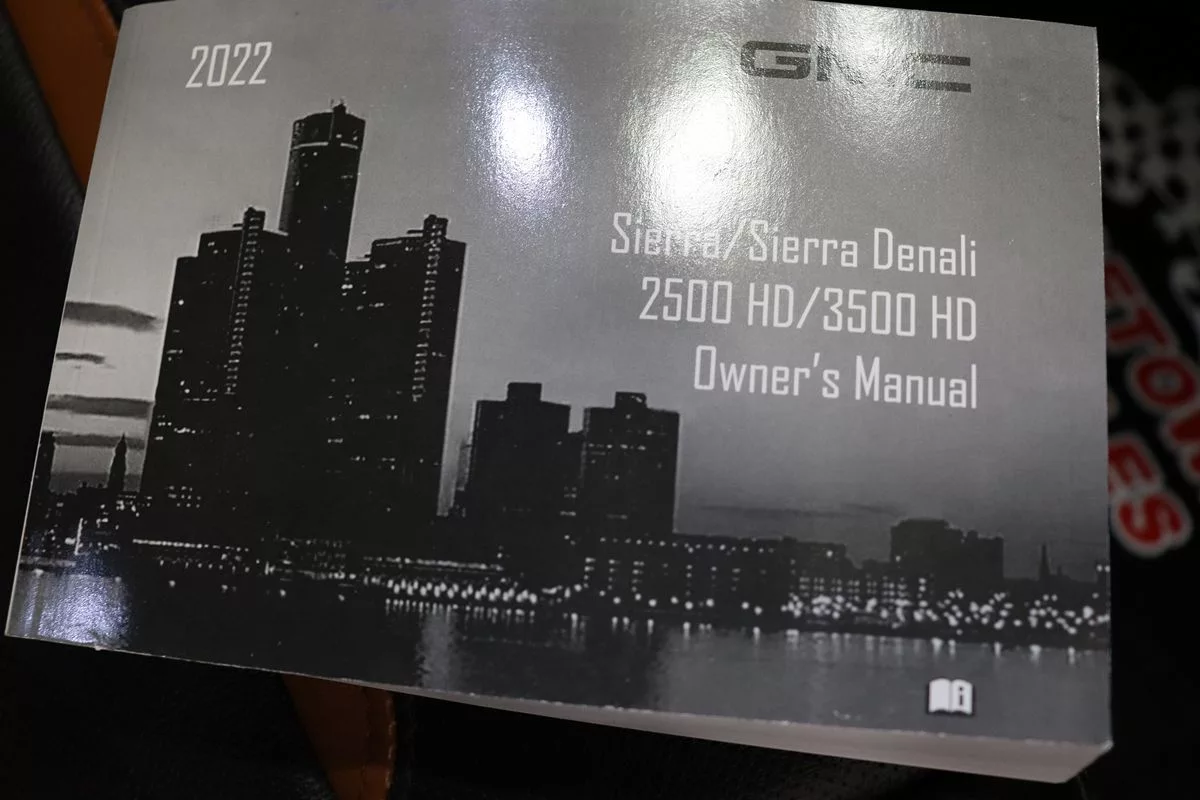 2022
GMC
Sierra/Sierra Denali
2500 HD/3500 HD
Owner's Manual
i